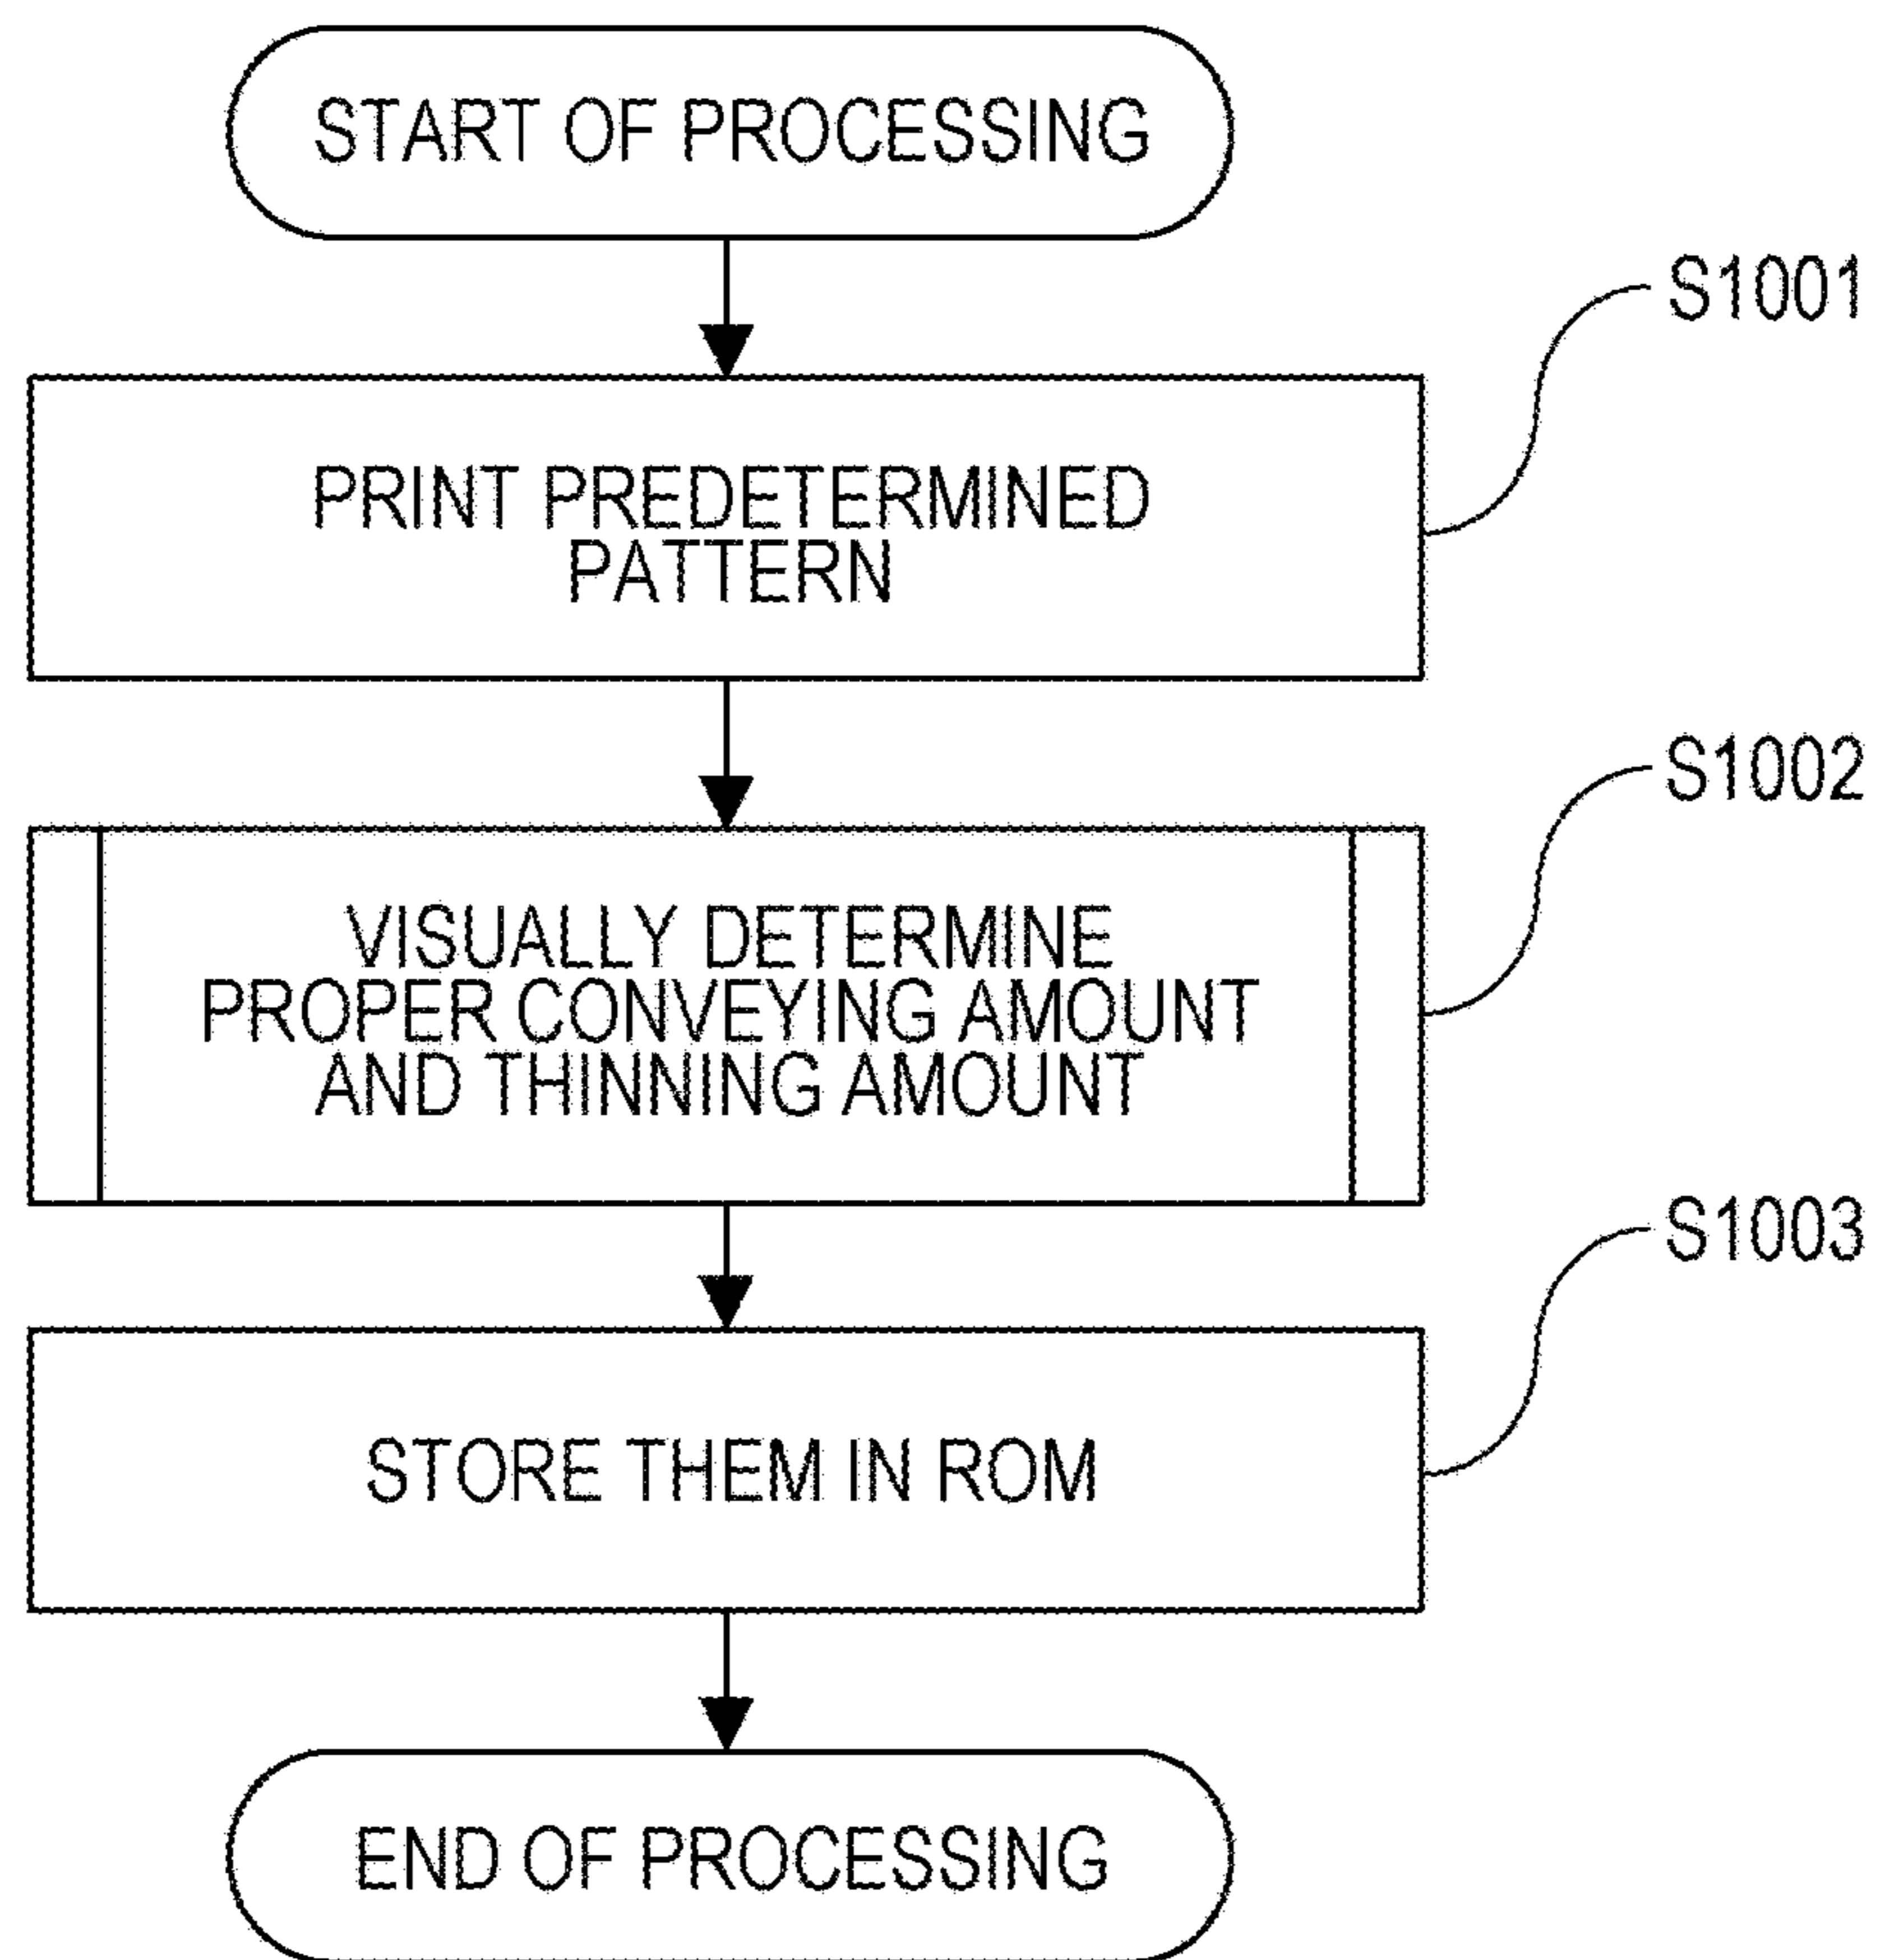 START OF PROCESSING
S1001
PRINT PREDETERMINED
PATTERN
S1002
VISUALLY DETERMINE
PROPER CONVEYING AMOUNT
AND THINNING AMOUNT
S1003
STORE THEM IN ROM
END OF PROCESSING